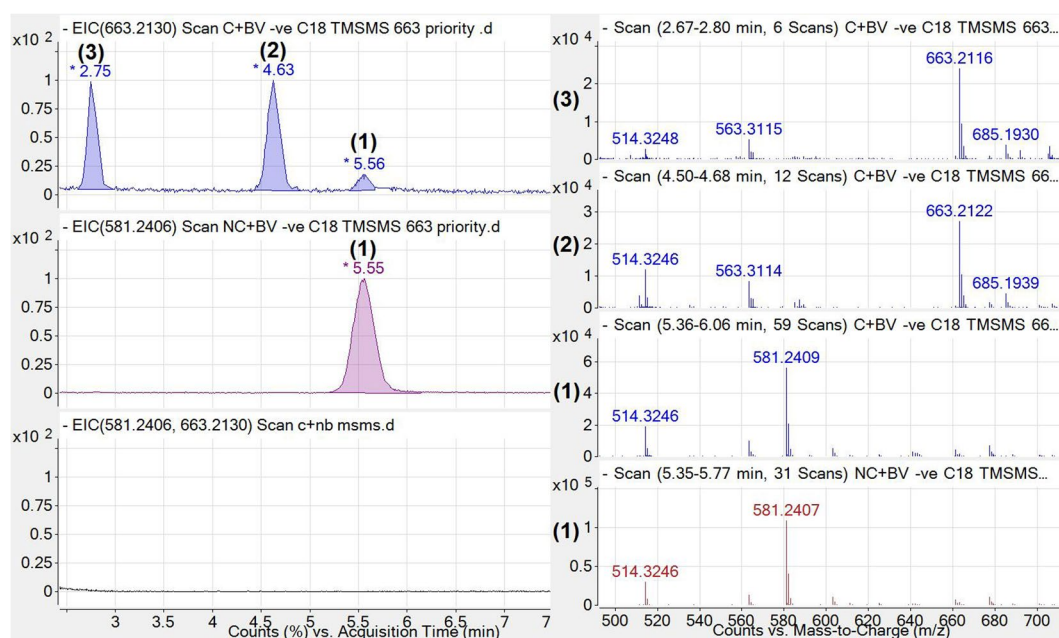 - EIC(663.2130) Scan C+BV -ve C18 TMSMS 663 priority .d
x10 2
(3)
* 2.75
(2)
* 4.63
(1)
* 5.56
1
0.75
0.5
0.25
0
- EIC(581.2406) Scan NC+BV -ve C18 TMSMS 663 priority.d
x10 2
(1)
* 5.55
1
0.75
0.5
0.25
0
- EIC(581.2406, 663.2130) Scan c+nb msms.d
x10 2
1
0.75
0.5
0.25
0
3 3.5 4 4.5 5 5.5 6 6.5 7 7
Counts (%) vs. Acquisition Time (min)
- Scan (2.67-2.80 min, 6 Scans) C+BV -ve C18 TMSMS 663...
x10 4
(3)
2
1
0
514.3248
563.3115
663.2116
685.1930
- Scan (4.50-4.68 min, 12 Scans) C+BV -ve C18 TMSMS 66...
x10 4
(2)
3
2
1
0
514.3246
563.3114
663.2122
685.1939
- Scan (5.36-6.06 min, 59 Scans) C+BV -ve C18 TMSMS 66...
x10 4
(1)
6
4
2
0
514.3246
581.2409
- Scan (5.35-5.77 min, 31 Scans) NC+BV -ve C18 TMSMS...
x10 5
(1)
1
0.5
0
514.3246
581.2407
520 540 560 580 600 620 640 660 680 700
Counts vs. Mass-to-Charge (m/z)